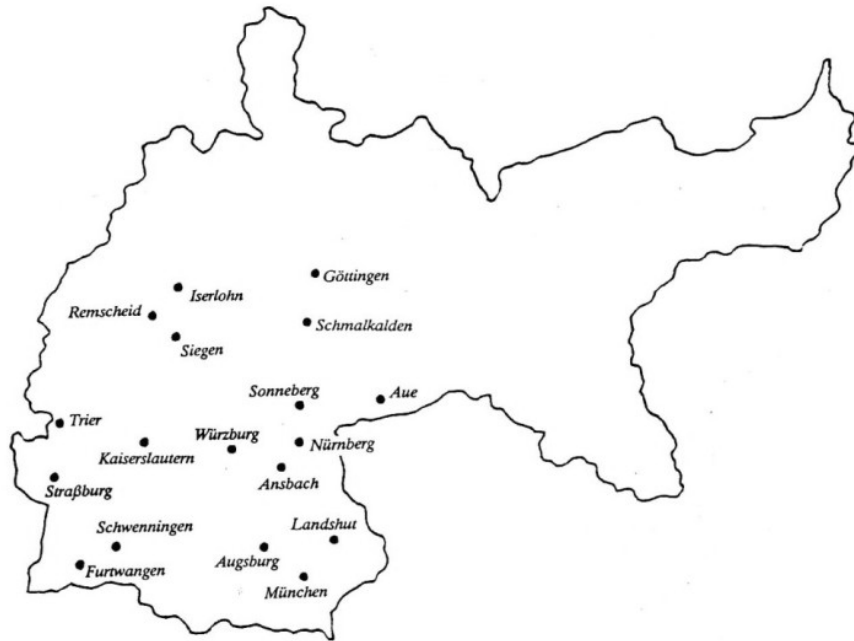 Göttingen
Iserlohn
Remscheid
Schmalkalden
Siegen
Sonneberg
Aue
Trier
Würzburg
Nürnberg
Kaiserslautern
Ansbach
Straßburg
Schwenningen
Landshut
Augsburg
Furtwangen
München